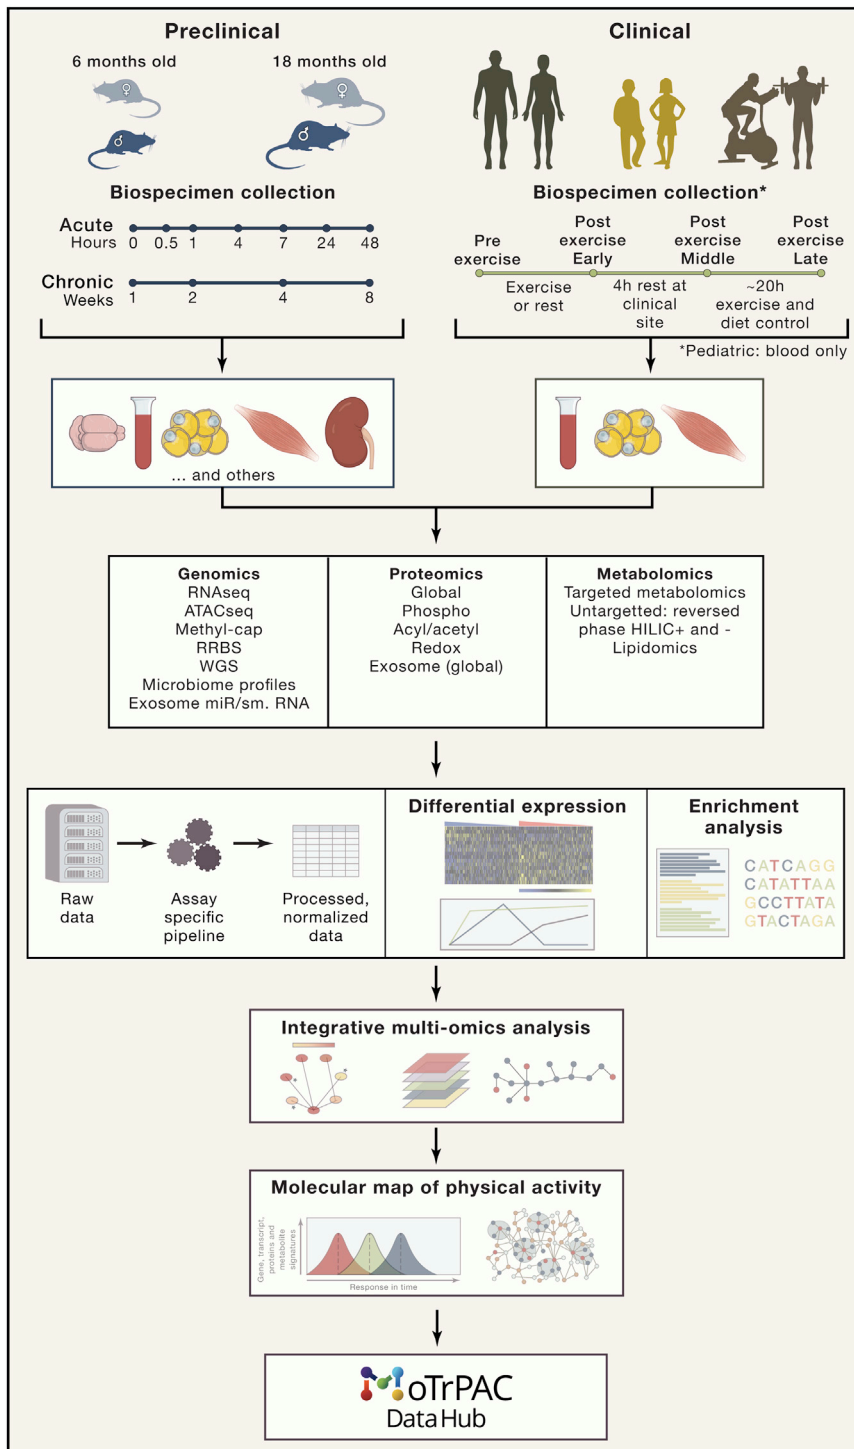 Preclinical
6 months old
18 months old
♀
♀
♂
♂
Biospecimen collection
Acute
Hours
0 0.5 1 4 7 24 48
Chronic
Weeks
1 2 4 8
Clinical
Biospecimen collection*
Pre
exercise
Post
exercise
Early
Post
exercise
Middle
Post
exercise
Late
Exercise
or rest
4h rest at
clinical
site
~20h
exercise and
diet control
*Pediatric: blood only
... and others
Genomics
RNAseq
ATACseq
Methyl-cap
RRBS
WGS
Microbiome profiles
Exosome miR/sm. RNA
Proteomics
Global
Phospho
Acyl/acetyl
Redox
Exosome (global)
Metabolomics
Targeted metabolomics
Untargetted: reversed
phase HILIC+ and -
Lipidomics
Raw
data
Assay
specific
pipeline
Processed,
normalized
data
Differential expression
Enrichment
analysis
CATCAGG
CATATTAA
GCCTTATA
GTACTAGA
Integrative multi-omics analysis
*
*
Molecular map of physical activity
Gene, transcript,
proteins and
metabolite
signatures
Response in time
MoTrPAC
Data Hub